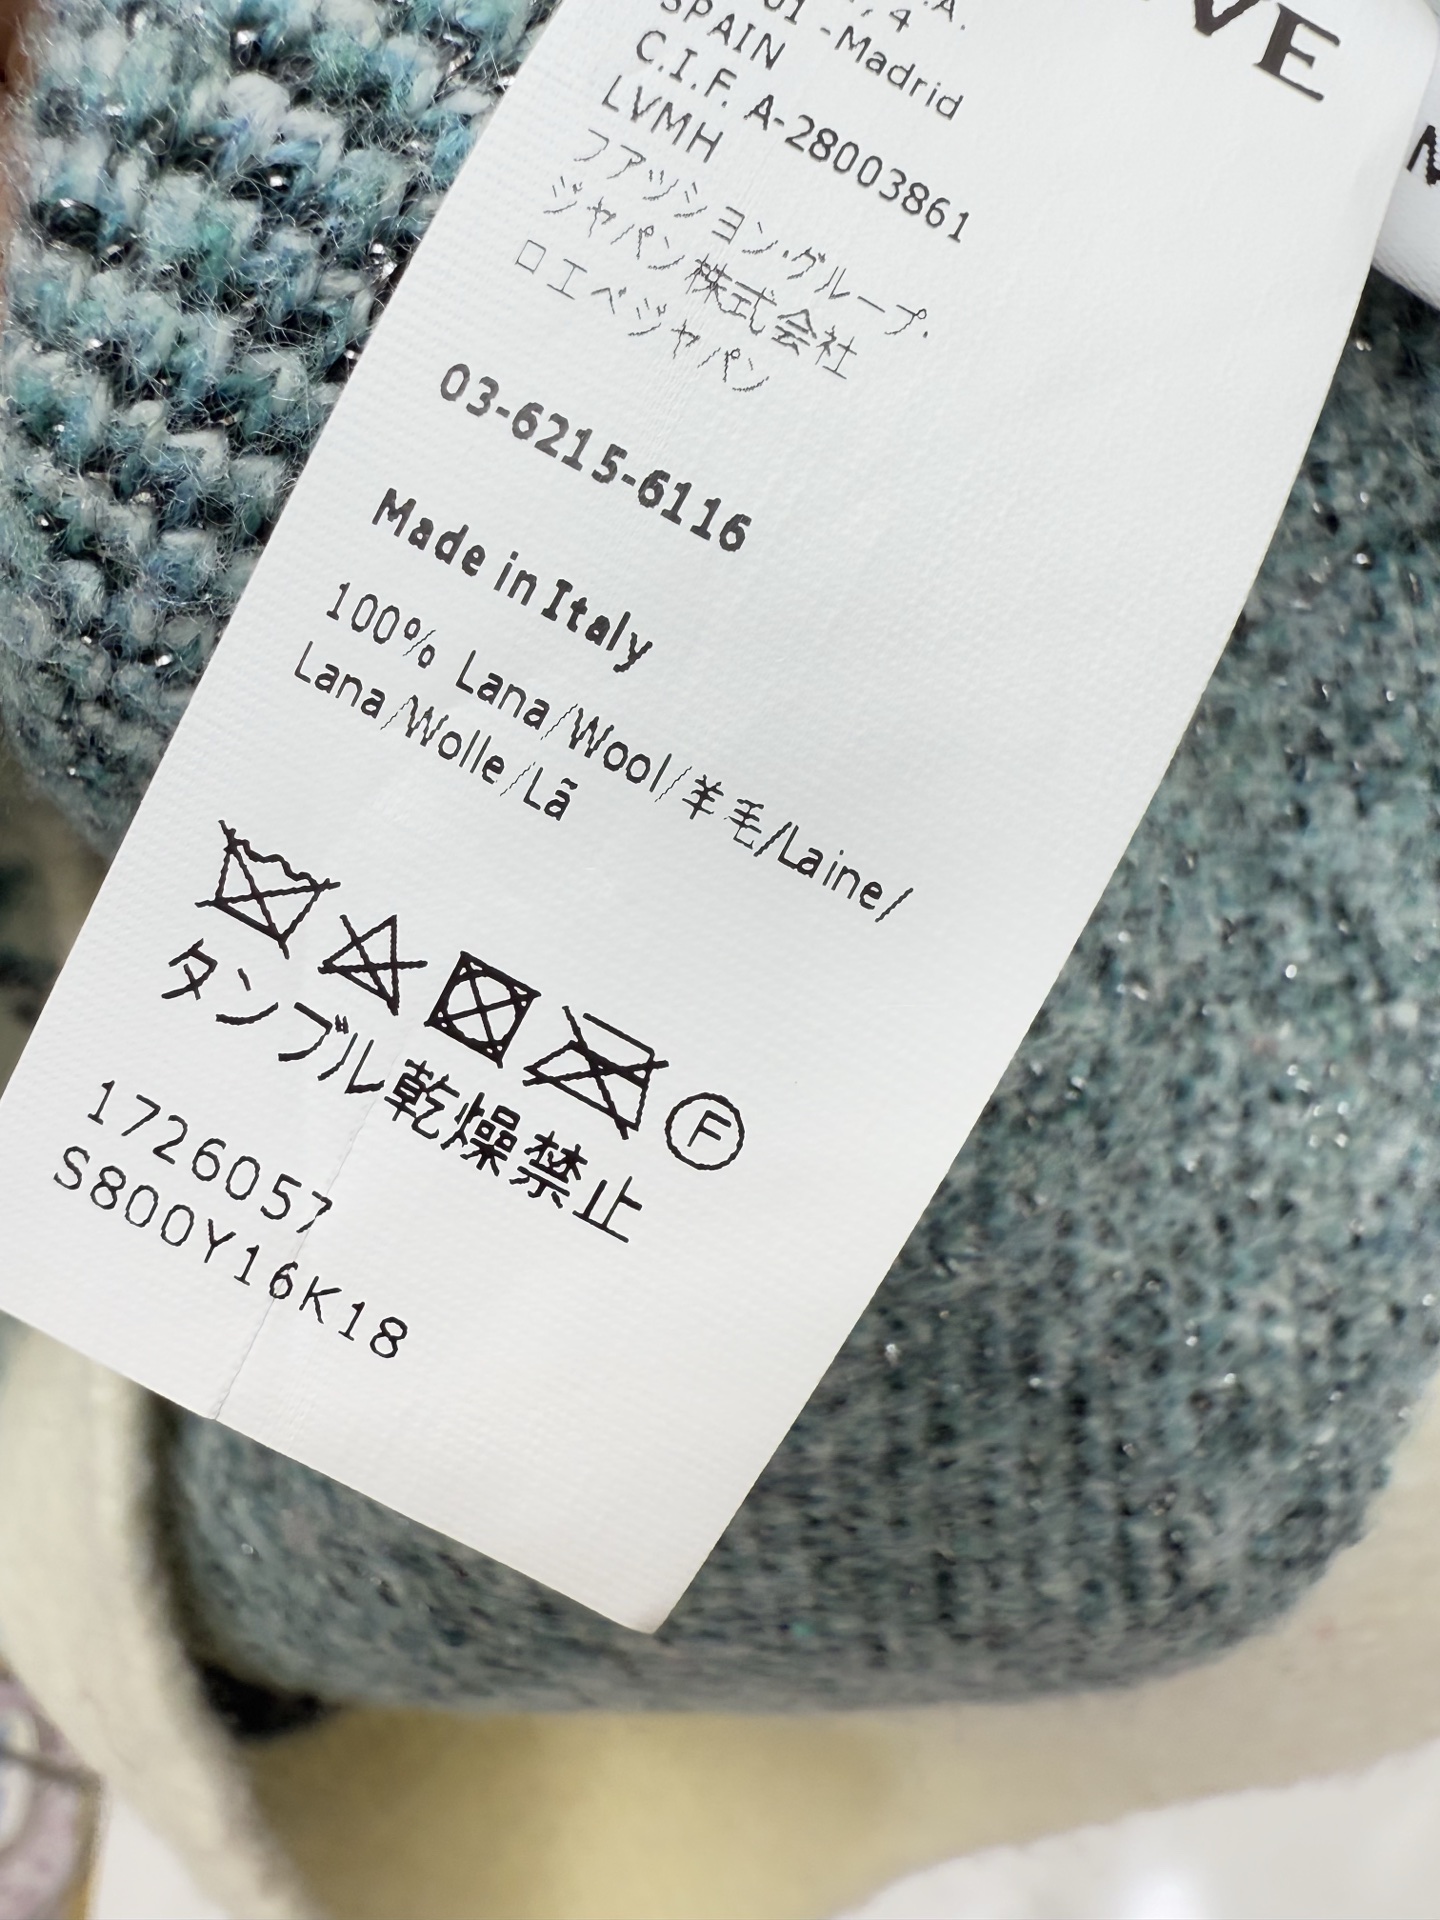 -Madrid
SPAIN
C.I.F. A-28003861
LVMH
ファッション・グループ・
ジャパン株式会社
ロエベジャパン
03-6215-6116
Made in Italy
100% Lana/Wool/羊毛/Laine/
Lana/Wolle/Lã
F
タンブル乾燥禁止
1726057
S800Y16K18